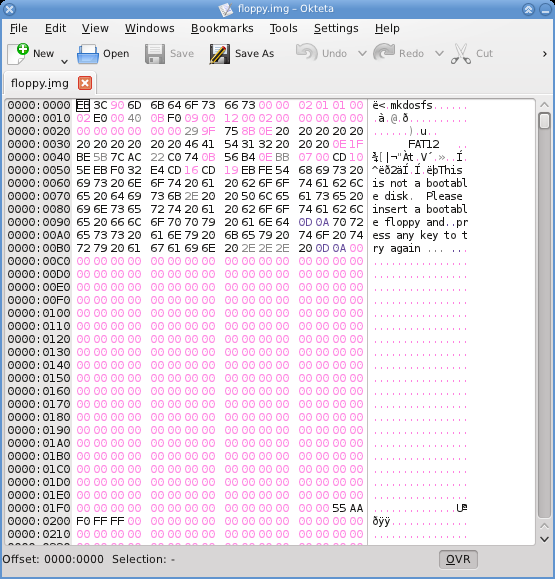 floppy.img – Okteta
File Edit View Windows Bookmarks Tools Settings Help
New Open Save Save As Undo Redo Cut
floppy.img
0000:0000 EB 3C 90 6D 6B 64 6F 73 66 73 00 00 02 01 01 00 ë<.mkdosfs......
0000:0010 02 E0 00 40 0B F0 09 00 12 00 02 00 00 00 00 00 .à.@.ð..........
0000:0020 00 00 00 00 00 00 29 9F 75 8B 0E 20 20 20 20 20 ......).u..
0000:0030 20 20 20 20 20 20 46 41 54 31 32 20 20 20 0E 1F FAT12 ..
0000:0040 BE 5B 7C AC 22 C0 74 0B 56 B4 0E BB 07 00 CD 10 ¾[|¬"Àt.V´.»..Í.
0000:0050 5E EB F0 32 E4 CD 16 CD 19 EB FE 54 68 69 73 20 ^ëð2äÍ.Í.ëþThis
0000:0060 69 73 20 6E 6F 74 20 61 20 62 6F 6F 74 61 62 6C is not a bootabl
0000:0070 65 20 64 69 73 6B 2E 20 20 50 6C 65 61 73 65 20 e disk.  Please
0000:0080 69 6E 73 65 72 74 20 61 20 62 6F 6F 74 61 62 6C insert a bootabl
0000:0090 65 20 66 6C 6F 70 70 79 20 61 6E 64 0D 0A 70 72 e floppy and..pr
0000:00A0 65 73 73 20 61 6E 79 20 6B 65 79 20 74 6F 20 74 ess any key to t
0000:00B0 72 79 20 61 67 61 69 6E 20 2E 2E 2E 20 0D 0A 00 ry again ... ...
0000:00C0 00 00 00 00 00 00 00 00 00 00 00 00 00 00 00 00 ................
0000:00D0 00 00 00 00 00 00 00 00 00 00 00 00 00 00 00 00 ................
0000:00E0 00 00 00 00 00 00 00 00 00 00 00 00 00 00 00 00 ................
0000:00F0 00 00 00 00 00 00 00 00 00 00 00 00 00 00 00 00 ................
0000:0100 00 00 00 00 00 00 00 00 00 00 00 00 00 00 00 00 ................
0000:0110 00 00 00 00 00 00 00 00 00 00 00 00 00 00 00 00 ................
0000:0120 00 00 00 00 00 00 00 00 00 00 00 00 00 00 00 00 ................
0000:0130 00 00 00 00 00 00 00 00 00 00 00 00 00 00 00 00 ................
0000:0140 00 00 00 00 00 00 00 00 00 00 00 00 00 00 00 00 ................
0000:0150 00 00 00 00 00 00 00 00 00 00 00 00 00 00 00 00 ................
0000:0160 00 00 00 00 00 00 00 00 00 00 00 00 00 00 00 00 ................
0000:0170 00 00 00 00 00 00 00 00 00 00 00 00 00 00 00 00 ................
0000:0180 00 00 00 00 00 00 00 00 00 00 00 00 00 00 00 00 ................
0000:0190 00 00 00 00 00 00 00 00 00 00 00 00 00 00 00 00 ................
0000:01A0 00 00 00 00 00 00 00 00 00 00 00 00 00 00 00 00 ................
0000:01B0 00 00 00 00 00 00 00 00 00 00 00 00 00 00 00 00 ................
0000:01C0 00 00 00 00 00 00 00 00 00 00 00 00 00 00 00 00 ................
0000:01D0 00 00 00 00 00 00 00 00 00 00 00 00 00 00 00 00 ................
0000:01E0 00 00 00 00 00 00 00 00 00 00 00 00 00 00 00 00 ................
0000:01F0 00 00 00 00 00 00 00 00 00 00 00 00 00 00 55 AA ..............Uª
0000:0200 F0 FF FF 00 00 00 00 00 00 00 00 00 00 00 00 00 ðÿÿ.............
0000:0210 00 00 00 00 00 00 00 00 00 00 00 00 00 00 00 00 ................
Offset: 0000:0000 Selection: - OVR